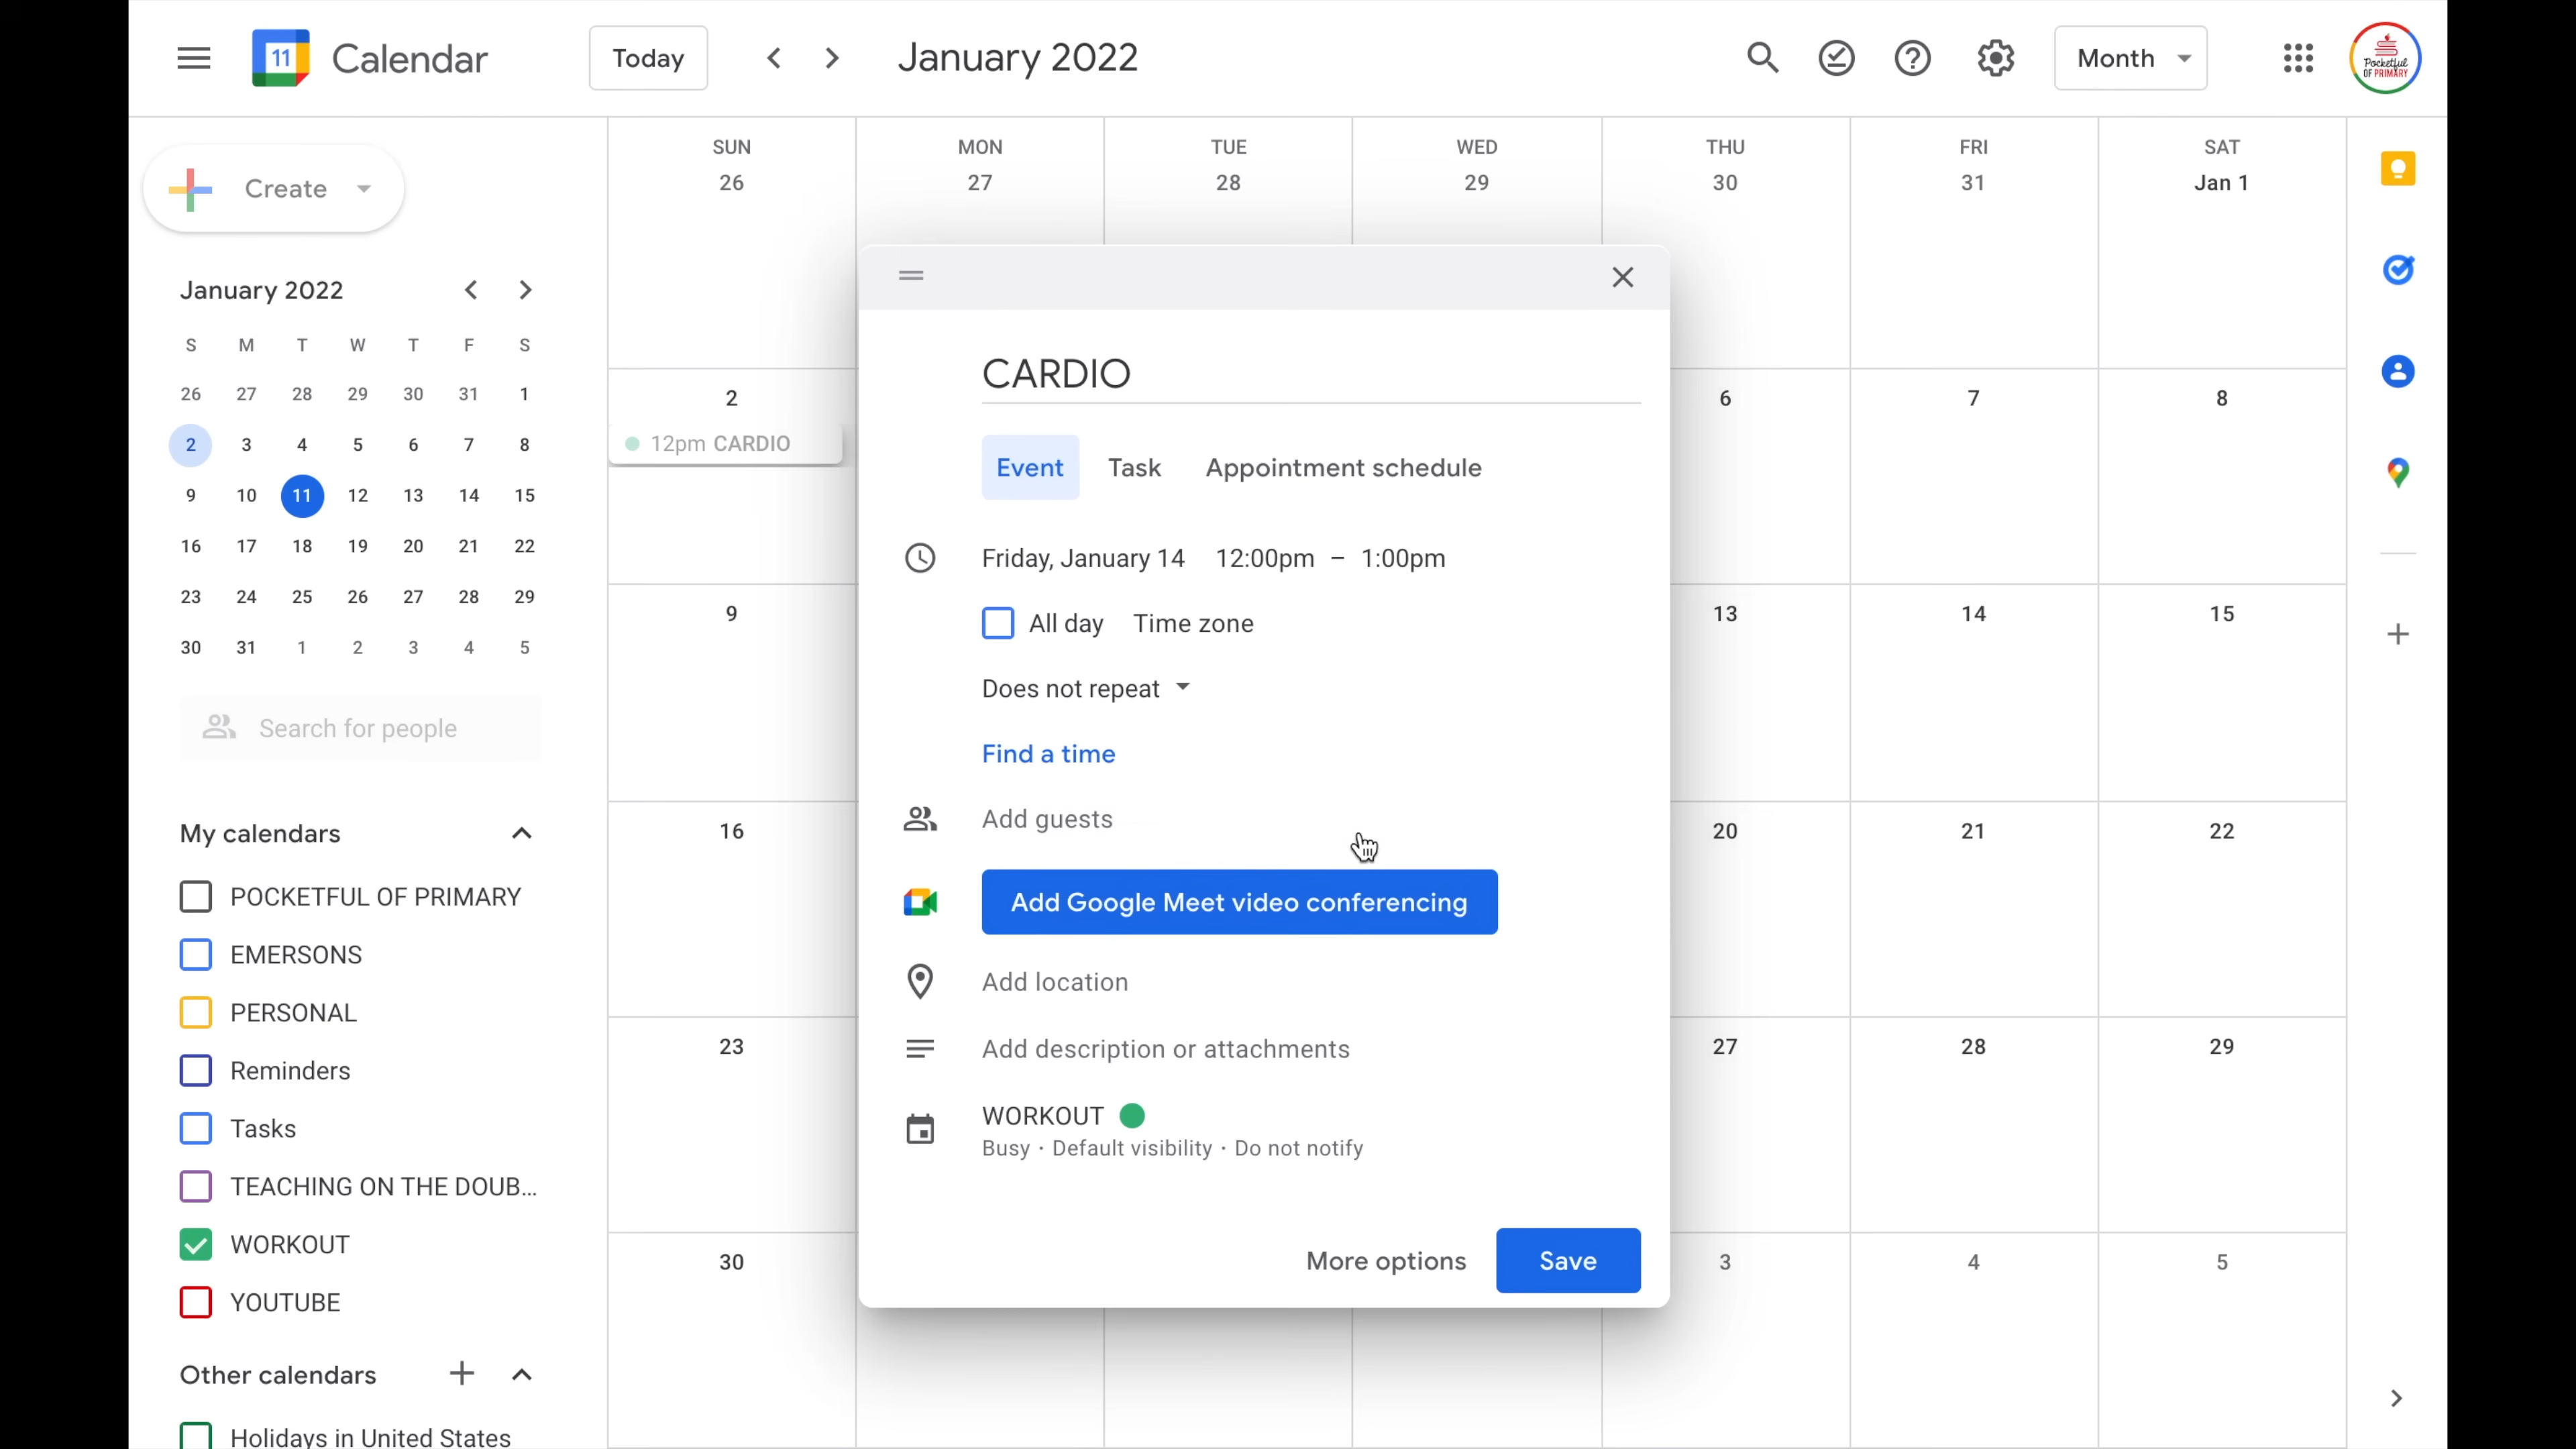 11 Calendar Today January 2022 Month Pocketful OF PRIMARY
Create
January 2022
S M T W T F S
26 27 28 29 30 31 1
2 3 4 5 6 7 8
9 10 11 12 13 14 15
16 17 18 19 20 21 22
23 24 25 26 27 28 29
30 31 1 2 3 4 5
Search for people
My calendars
POCKETFUL OF PRIMARY
EMERSONS
PERSONAL
Reminders
Tasks
TEACHING ON THE DOUB...
WORKOUT
YOUTUBE
Other calendars
Holidays in United States
SUN MON TUE WED THU FRI SAT
26 27 28 29 30 31 Jan 1
2 6 7 8
12pm CARDIO
9 13 14 15
16 20 21 22
23 27 28 29
30 3 4 5
CARDIO
Event Task Appointment schedule
Friday, January 14 12:00pm – 1:00pm
All day Time zone
Does not repeat
Find a time
Add guests
Add Google Meet video conferencing
Add location
Add description or attachments
WORKOUT
Busy · Default visibility · Do not notify
More options Save